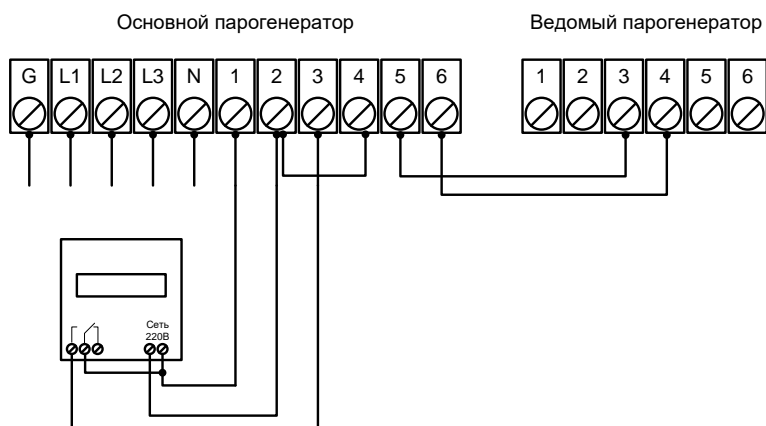 Основной парогенератор Ведомый парогенератор
G L1 L2 L3 N 1 2 3 4 5 6 1 2 3 4 5 6
Сеть
220В